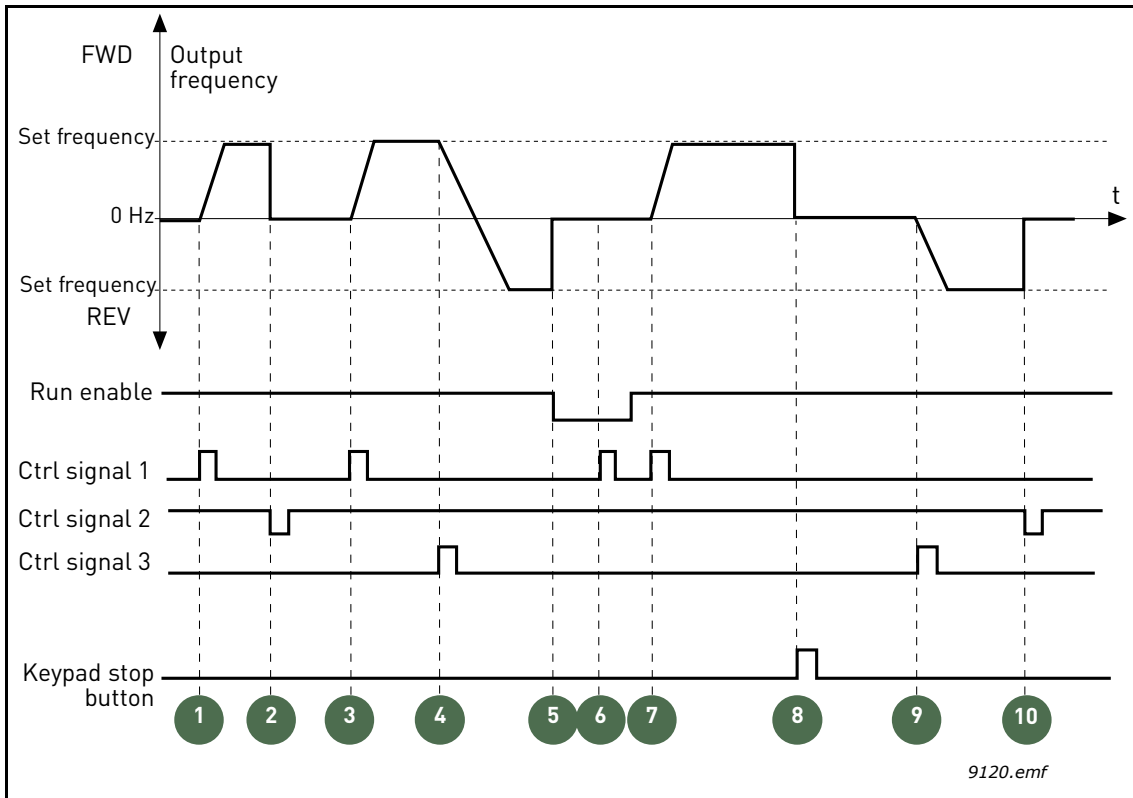 FWD
Output
frequency
Set frequency
t
0 Hz
Set frequency
REV
Run enable
Ctrl signal 1
Ctrl signal 2
Ctrl signal 3
Keypad stop
button
1 2 3 4 5 6 7 8 9 10
9120.emf